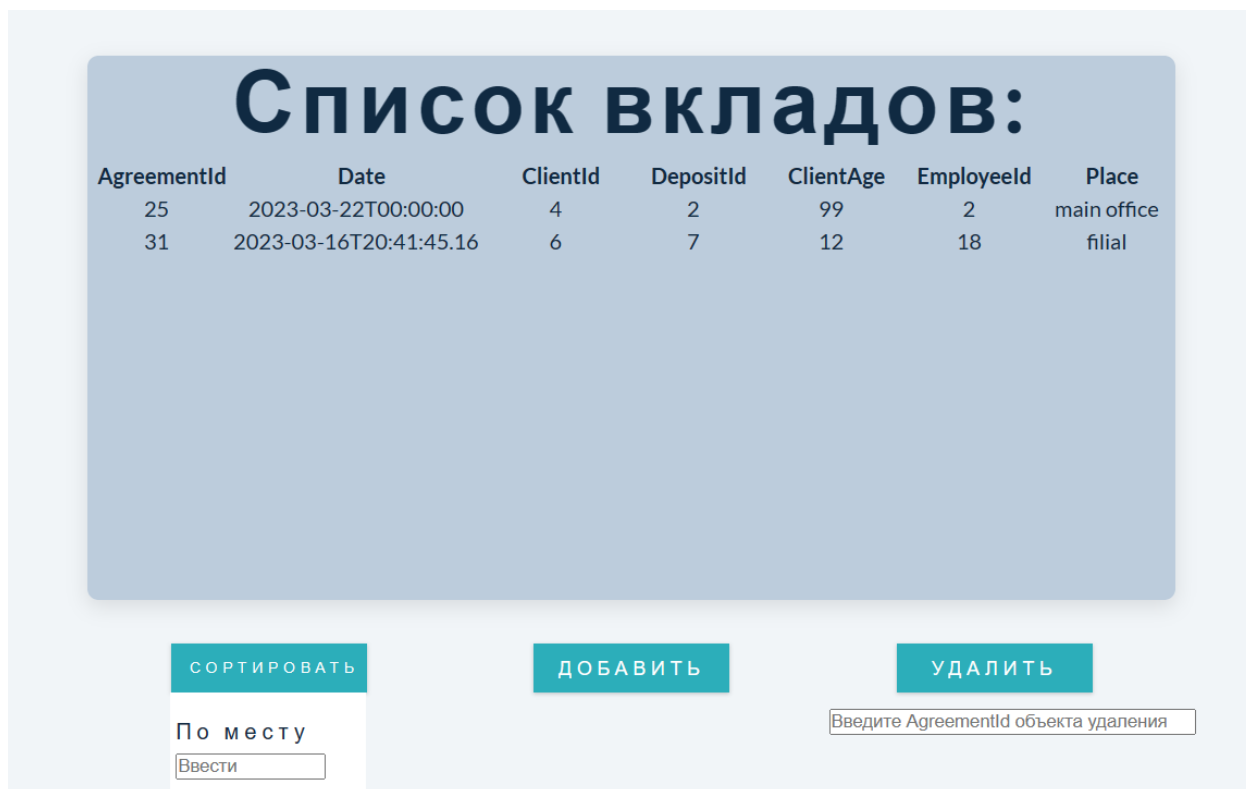 Список вкладов:
AgreementId Date ClientId DepositId ClientAge EmployeeId Place
25 2023-03-22T00:00:00 4 2 99 2 main office
31 2023-03-16T20:41:45.16 6 7 12 18 filial
СОРТИРОВАТЬ ДОБАВИТЬ УДАЛИТЬ
Введите AgreementId объекта удаления
По месту
Ввести